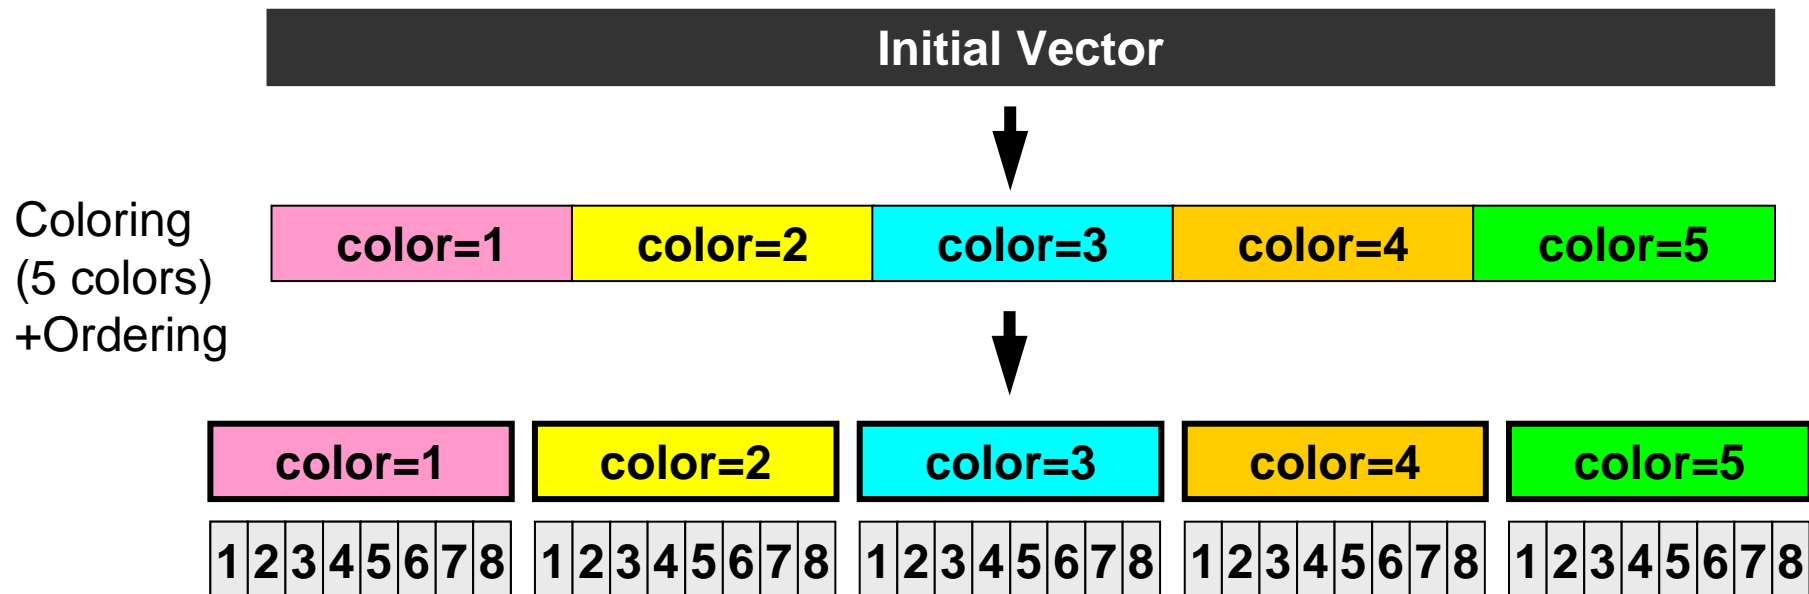 Initial Vector
Coloring
(5 colors)
+Ordering
color=1 color=2 color=3 color=4 color=5
color=1 color=2 color=3 color=4 color=5
1 2 3 4 5 6 7 8 1 2 3 4 5 6 7 8 1 2 3 4 5 6 7 8 1 2 3 4 5 6 7 8 1 2 3 4 5 6 7 8